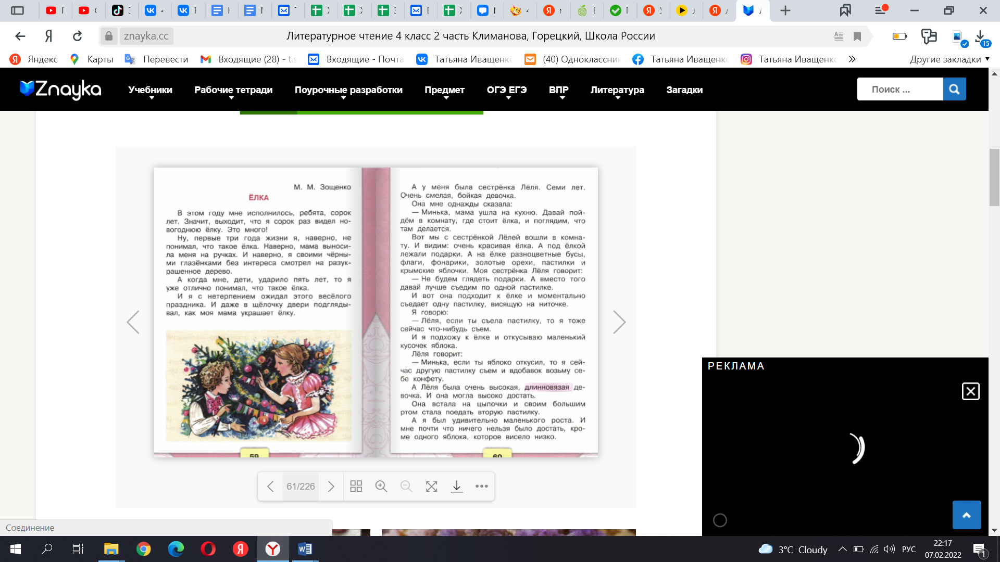 znayka.cc
Литературное чтение 4 класс 2 часть Климанова, Горецкий, Школа России
15
Яндекс
Карты
Перевести
Входящие (28) - t.s
Входящие - Почта
Татьяна Иващенко
(40) Одноклассник
Татьяна Иващенко
Татьяна Иващенко
Другие закладки
Znayka
Учебники
Рабочие тетради
Поурочные разработки
Предмет
ОГЭ ЕГЭ
ВПР
Литература
Загадки
Поиск ...
М. М. Зощенко
ЁЛКА
В этом году мне исполнилось, ребята, сорок
лет. Значит, выходит, что я сорок раз видел но-
вогоднюю ёлку. Это много!
Ну, первые три года жизни я, наверно, не
понимал, что такое ёлка. Наверно, мама выноси-
ла меня на ручках. И наверно, я своими чёрны-
ми глазёнками без интереса смотрел на разук-
рашенное дерево.
А когда мне, дети, ударило пять лет, то я
уже отлично понимал, что такое ёлка.
И я с нетерпением ожидал этого весёлого
праздника. И даже в щёлочку двери подгляды-
вал, как моя мама украшает ёлку.
59
А у меня была сестрёнка Лёля. Семи лет.
Очень смелая, бойкая девочка.
Она мне однажды сказала:
— Минька, мама ушла на кухню. Давай пой-
дём в комнату, где стоит ёлка, и поглядим, что
там делается.
Вот мы с сестрёнкой Лёлей вошли в комна-
ту. И видим: очень красивая ёлка. А под ёлкой
лежали подарки. А на ёлке разноцветные бусы,
флаги, фонарики, золотые орехи, пастилки и
крымские яблочки. Моя сестрёнка Лёля говорит:
— Не будем глядеть подарки. А вместо того
давай лучше съедим по одной пастилке.
И вот она подходит к ёлке и моментально
съедает одну пастилку, висящую на ниточке.
Я говорю:
— Лёля, если ты съела пастилку, то я тоже
сейчас что-нибудь съем.
И я подхожу к ёлке и откусываю маленький
кусочек яблока.
Лёля говорит:
— Минька, если ты яблоко откусил, то я сей-
час другую пастилку съем и вдобавок возьму се-
бе конфету.
А Лёля была очень высокая, длинновязая де-
вочка. И она могла высоко достать.
Она встала на цыпочки и своим большим
ртом стала поедать вторую пастилку.
А я был удивительно маленького роста. И
мне почти что ничего нельзя было достать, кро-
ме одного яблока, которое висело низко.
60
61/226
РЕКЛАМА
Соединение
3°C Cloudy
РУС
22:17
07.02.2022
1